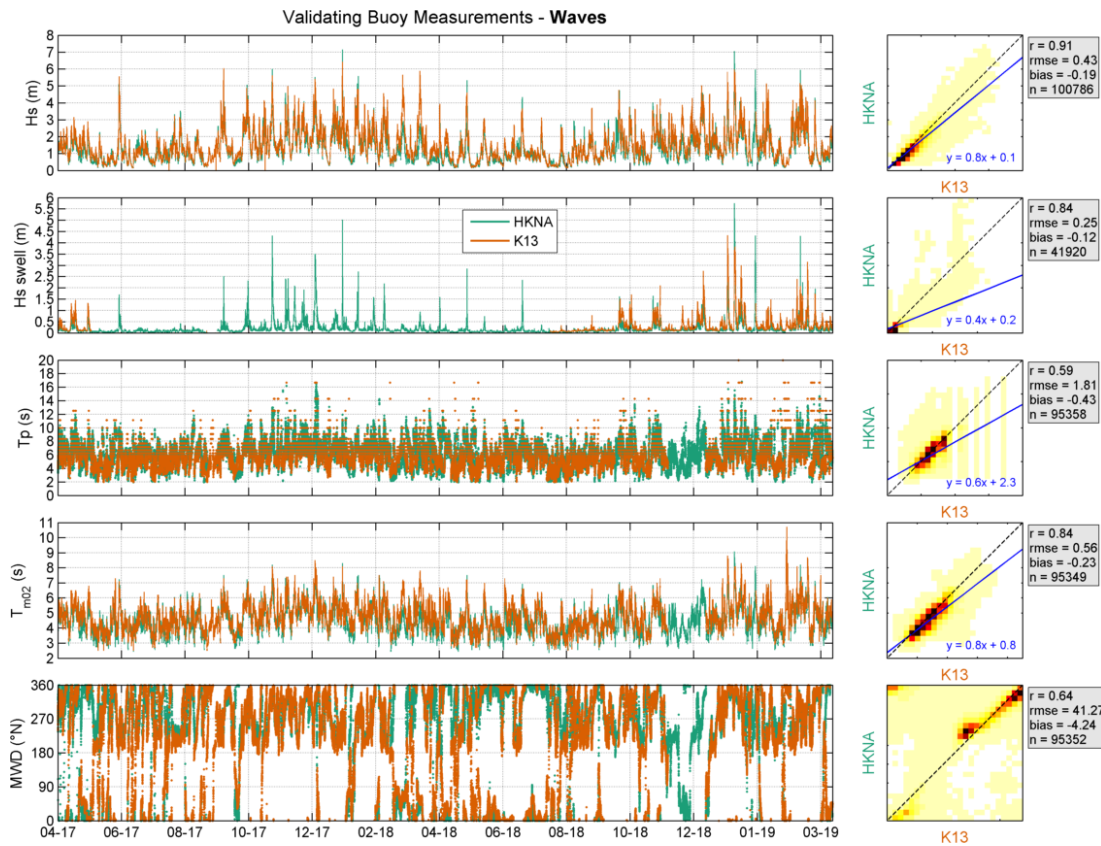 Validating Buoy Measurements - Waves
8
7
6
5
4
3
2
1
0
Hs (m)
HKNA
K13
y = 0.8x + 0.1
r = 0.91
rmse = 0.43
bias = -0.19
n = 100786
6
5.5
5
4.5
4
3.5
3
2.5
2
1.5
1
0.5
0
Hs swell (m)
HKNA
K13
HKNA
K13
y = 0.4x + 0.2
r = 0.84
rmse = 0.25
bias = -0.12
n = 41920
20
18
16
14
12
10
8
6
4
2
0
Tp (s)
HKNA
K13
y = 0.6x + 2.3
r = 0.59
rmse = 1.81
bias = -0.43
n = 95358
11
10
9
8
7
6
5
4
3
2
Tm02 (s)
HKNA
K13
y = 0.8x + 0.8
r = 0.84
rmse = 0.56
bias = -0.23
n = 95349
360
270
180
90
0
MWD (°N)
04-17 06-17 08-17 10-17 12-17 02-18 04-18 06-18 08-18 10-18 12-18 01-19 03-19
HKNA
K13
r = 0.64
rmse = 41.27
bias = -4.24
n = 95352